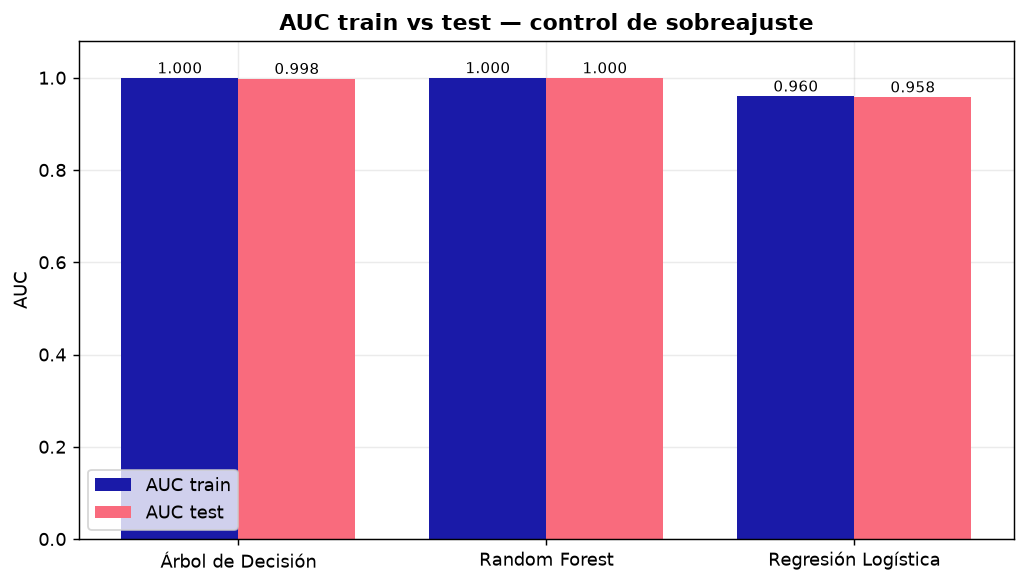 AUC train vs test — control de sobreajuste
1.000
0.998
1.000
1.000
0.960
0.958
1.0
0.8
0.6
0.4
0.2
0.0
AUC
AUC train
AUC test
Árbol de Decisión
Random Forest
Regresión Logística